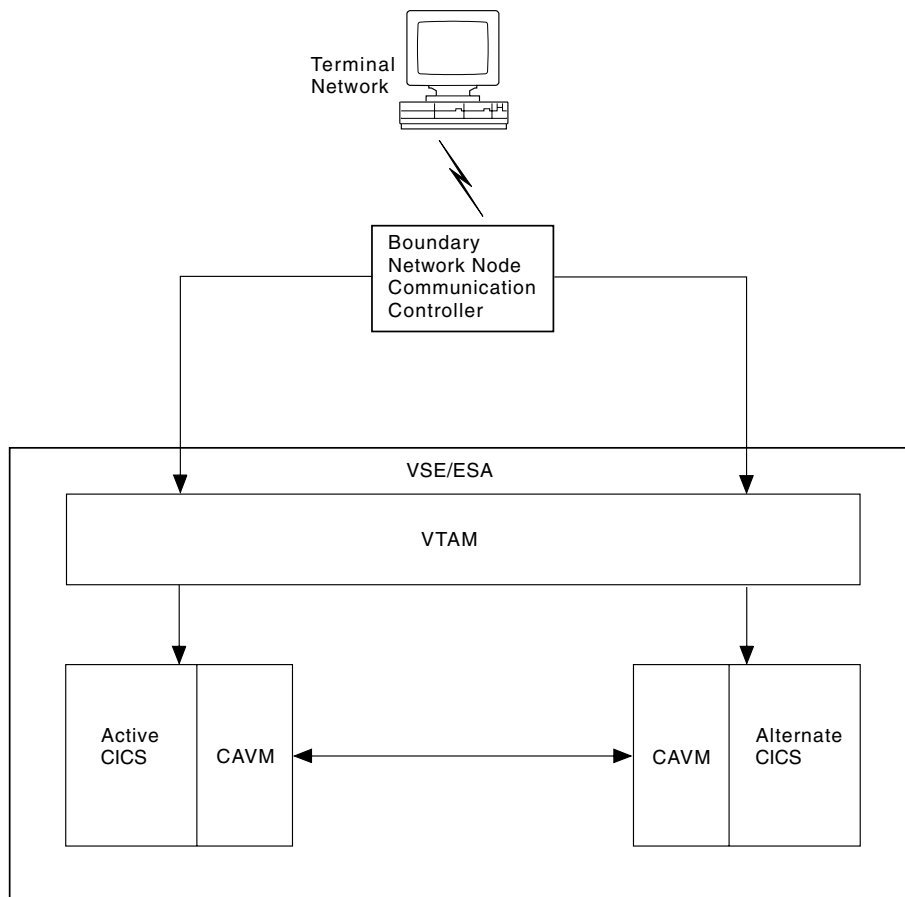 Terminal
Network
Boundary
Network Node
Communication
Controller
VSE/ESA
VTAM
Active
CICS
CAVM
CAVM
Alternate
CICS